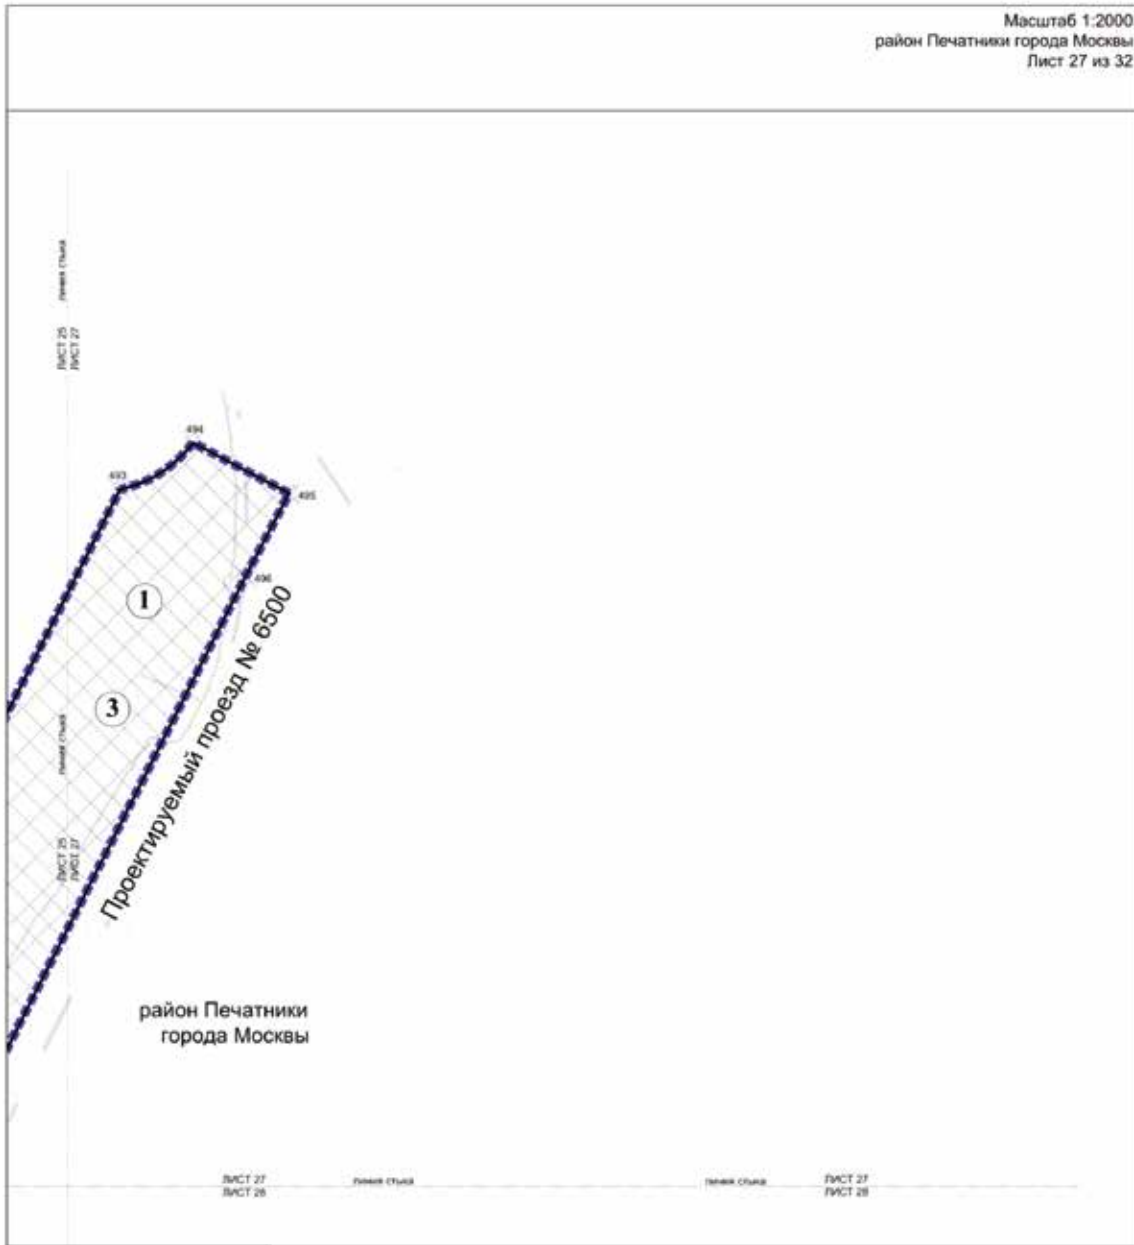 Масштаб 1:2000
район Печатники города Москвы
Лист 27 из 32
линия стыка
ЛИСТ 25
ЛИСТ 27
494
493
495
496
1
Проектируемый проезд № 6500
3
линия стыка
ЛИСТ 25
ЛИСТ 27
район Печатники
города Москвы
ЛИСТ 27
ЛИСТ 28
линия стыка
линия стыка
ЛИСТ 27
ЛИСТ 28